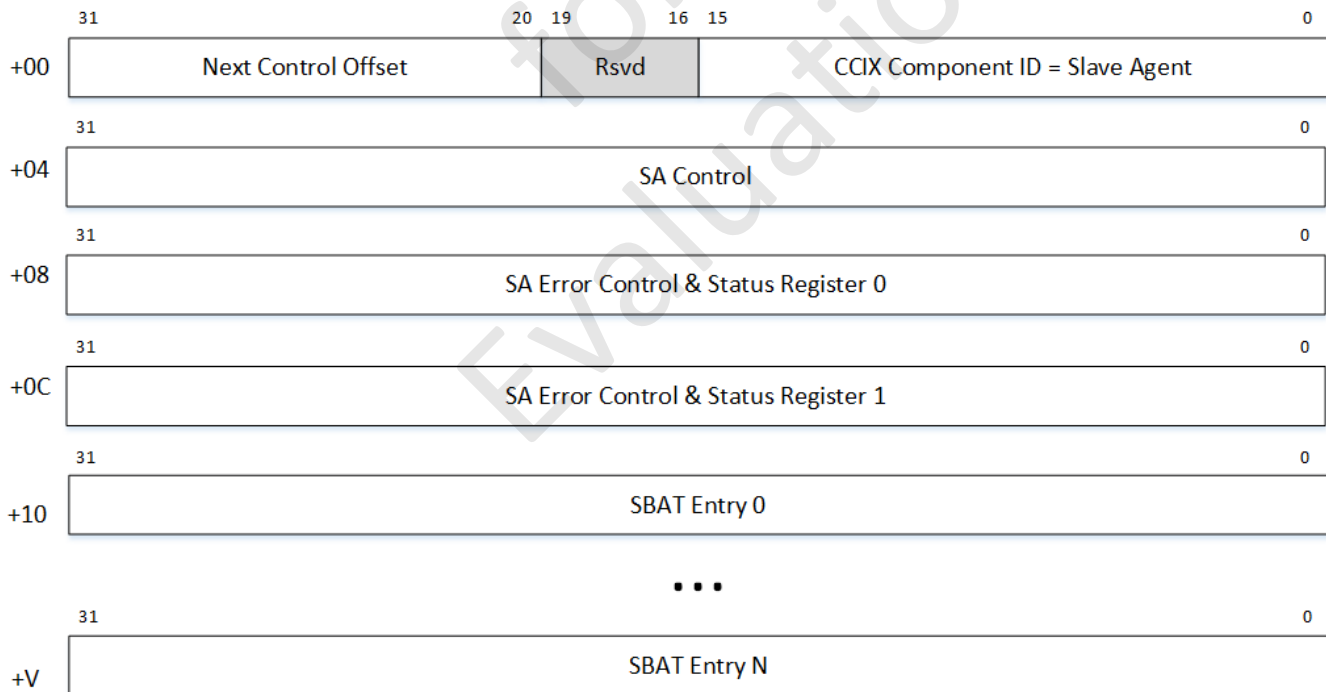 31 20 19 16 15 0
+00 Next Control Offset Rsvd CCIX Component ID = Slave Agent
31 0
+04 SA Control
31 0
+08 SA Error Control & Status Register 0
31 0
+0C SA Error Control & Status Register 1
31 0
+10 SBAT Entry 0
...
31 0
+V SBAT Entry N